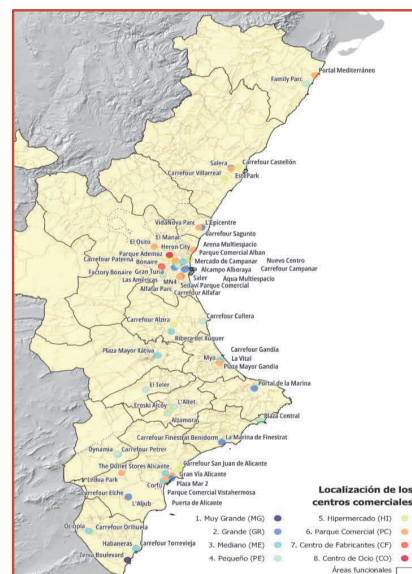 Portal Mediterráneo
Family Parc
Salera
Carrefour Castellón
Carrefour Villarreal
EstePark
VidaNova Parc
L'Epicentre
Carrefour Sagunto
El Manar
El Osito
Heron City
Arena Multiespacio
Parque Ademuz
Parque Comercial Alban
Carrefour Paterna
Mercado de Campanar
Nuevo Centro
Bonaire
Alcampo Alboraya
Carrefour Campanar
Factory Bonaire
Gran Turia
Saler
Aqua Multiespacio
Las Américas
MN4
Sedaví Parque Comercial
Alfafar Parc
Carrefour Alfafar
Carrefour Cullera
Carrefour Alzira
Ribera del Xúquer
Carrefour Gandía
Plaza Mayor Xàtiva
Myo
La Vital
Plaza Mayor Gandía
El Teler
Portal de la Marina
L'Altet
Eroski Alcoy
Alzamora
Plaza Central
Carrefour Finestrat Benidorm
La Marina de Finestrat
Dynamia
Carrefour Petrer
Carrefour San Juan de Alicante
The Outlet Stores Alicante
Gran Vía Alicante
L'Aljub
Plaza Mar 2
Carrefour Elche
Parque Comercial Vistahermosa
Puerta de Alicante
Ociopía
Carrefour Orihuela
Habaneras
Carrefour Torrevieja
Zenia Boulevard
Localización de los
centros comerciales
1. Muy Grande (MG)
2. Grande (GR)
3. Mediano (ME)
4. Pequeño (PE)
5. Hipermercado (HI)
6. Parque Comercial (PC)
7. Centro de Fabricantes (CF)
8. Centro de Ocio (CO)
Áreas funcionales